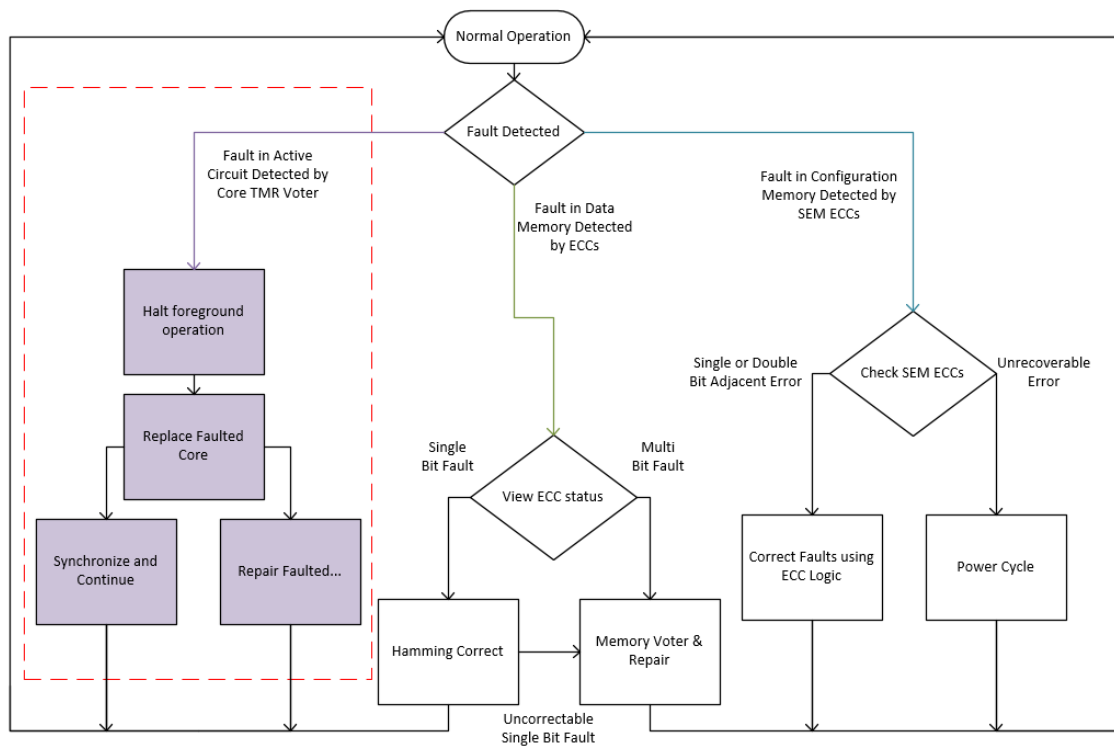 Normal Operation
Fault Detected
Fault in Active
Circuit Detected by
Core TMR Voter
Fault in Data
Memory Detected
by ECCs
Fault in Configuration
Memory Detected by
SEM ECCs
Halt foreground
operation
Replace Faulted
Core
Synchronize and
Continue
Repair Faulted...
Single
Bit Fault
Multi
Bit Fault
View ECC status
Hamming Correct
Memory Voter &
Repair
Uncorrectable
Single Bit Fault
Single or Double
Bit Adjacent Error
Check SEM ECCs
Unrecoverable
Error
Correct Faults using
ECC Logic
Power Cycle